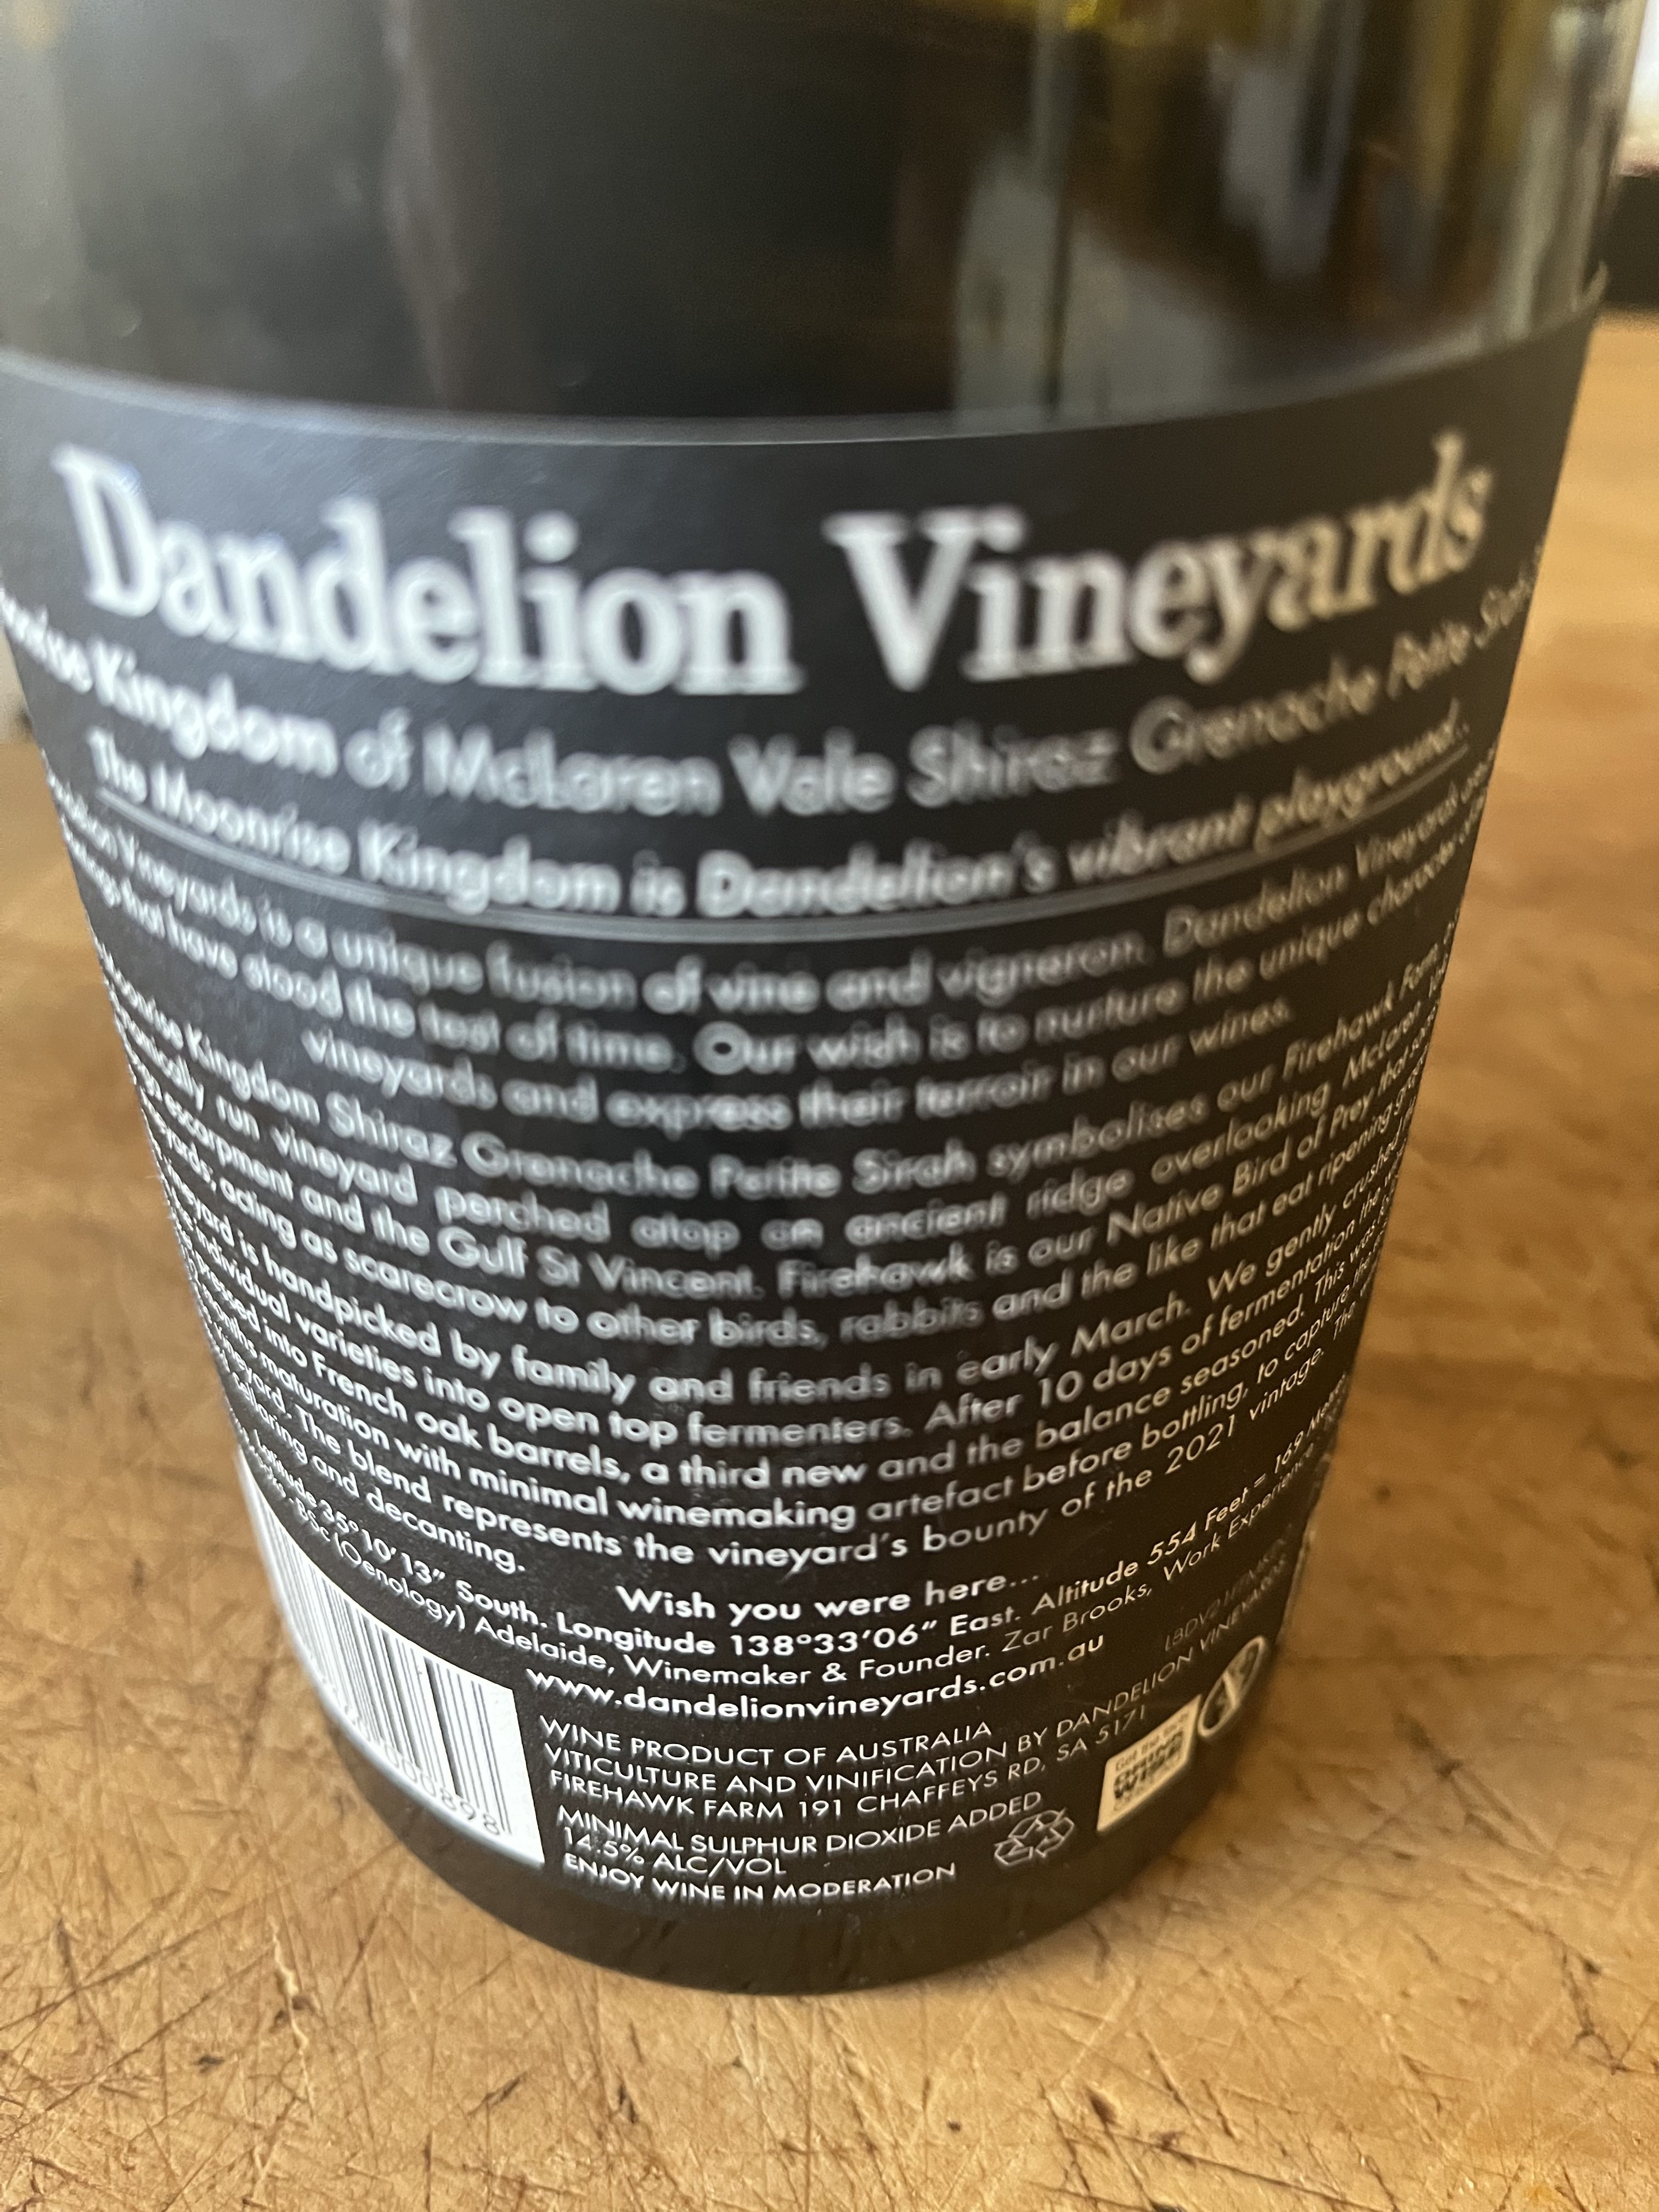 Dandelion Vineyards
Kingdom of McLaren Vale Shiraz Grenache Petite
The Moonrise Kingdom is Dandelion's vibrant playground..
Vineyards is a unique fusion of vine and vigneron. Dandelion Vineyards
that have stood the test of time. Our wish is to nurture the unique character
vineyards and express their terroir in our wines.
Kingdom Shiraz Grenache Petite Sirah symbolises our Firehawk Farm
run vineyard perched atop an ancient ridge overlooking McLaren
escarpment and the Gulf St Vincent. Firehawk is our Native Bird of Prey that
acting as scarecrow to other birds, rabbits and the like that eat ripening
is handpicked by family and friends in early March. We gently crushed
varieties into open top fermenters. After 10 days of fermentation
into French oak barrels, a third new and the balance seasoned. This was
maturation with minimal winemaking artefact before bottling, to capture
The blend represents the vineyard's bounty of the 2021 vintage. The
and decanting.
Wish you were here...
35°10'13” South. Longitude 138°33'06” East. Altitude 554 Feet = 169
BSc (Oenology) Adelaide, Winemaker & Founder. Zar Brooks, Work Experience
www.dandelionvineyards.com.au
WINE PRODUCT OF AUSTRALIA
VITICULTURE AND VINIFICATION BY DANDELION VINEYARDS
FIREHAWK FARM 191 CHAFFEYS RD, SA 5171
MINIMAL SULPHUR DIOXIDE ADDED
14.5% ALC/VOL
ENJOY WINE IN MODERATION